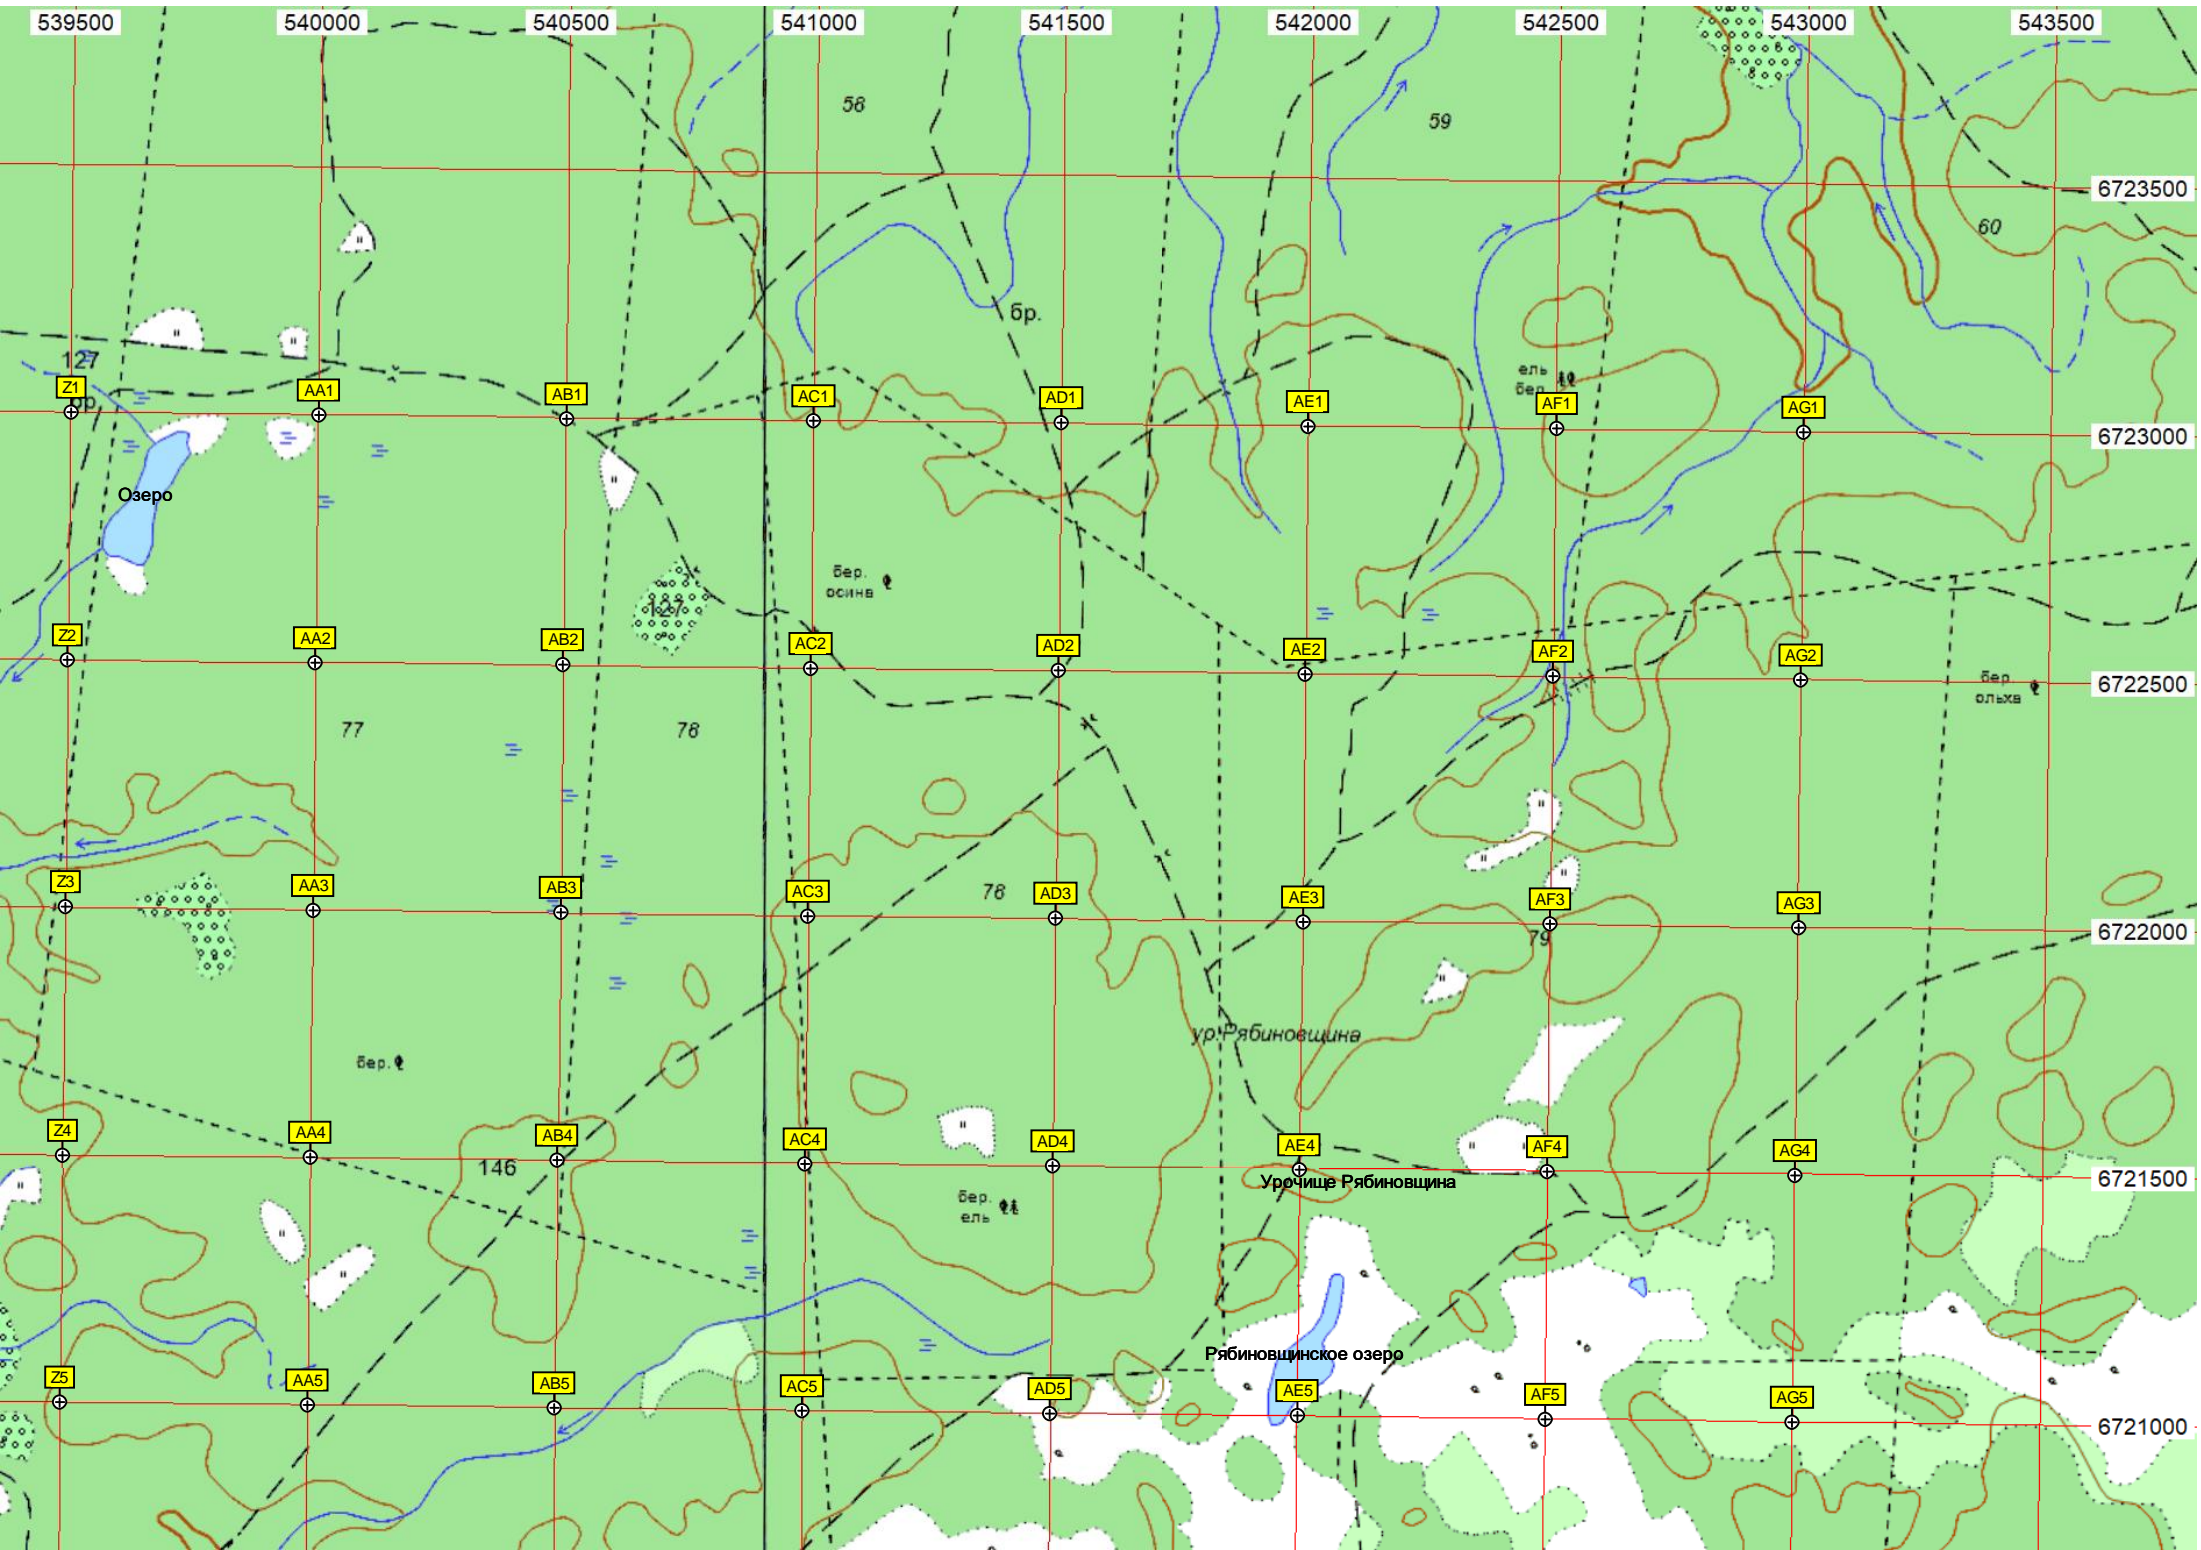 539500 540000 540500 541000 541500 542000 542500 543000 543500
58
59
6723500
60
бр.
127
ель
бер.
Z1 AA1 AB1 AC1 AD1 AE1 AF1 AG1
бр
6723000
Озеро
бер.
осина
127
Z2 AA2 AB2 AC2 AD2 AE2 AF2 AG2
бер.
ольха
6722500
77
78
78
Z3 AA3 AB3 AC3 AD3 AE3 AF3 AG3
79
6722000
ур.Рябиновщина
бер.
Z4 AA4 AB4 AC4 AD4 AE4 AF4 AG4
146
Урочище Рябиновщина
6721500
бер.
ель
Рябиновщинское озеро
Z5 AA5 AB5 AC5 AD5 AE5 AF5 AG5
6721000